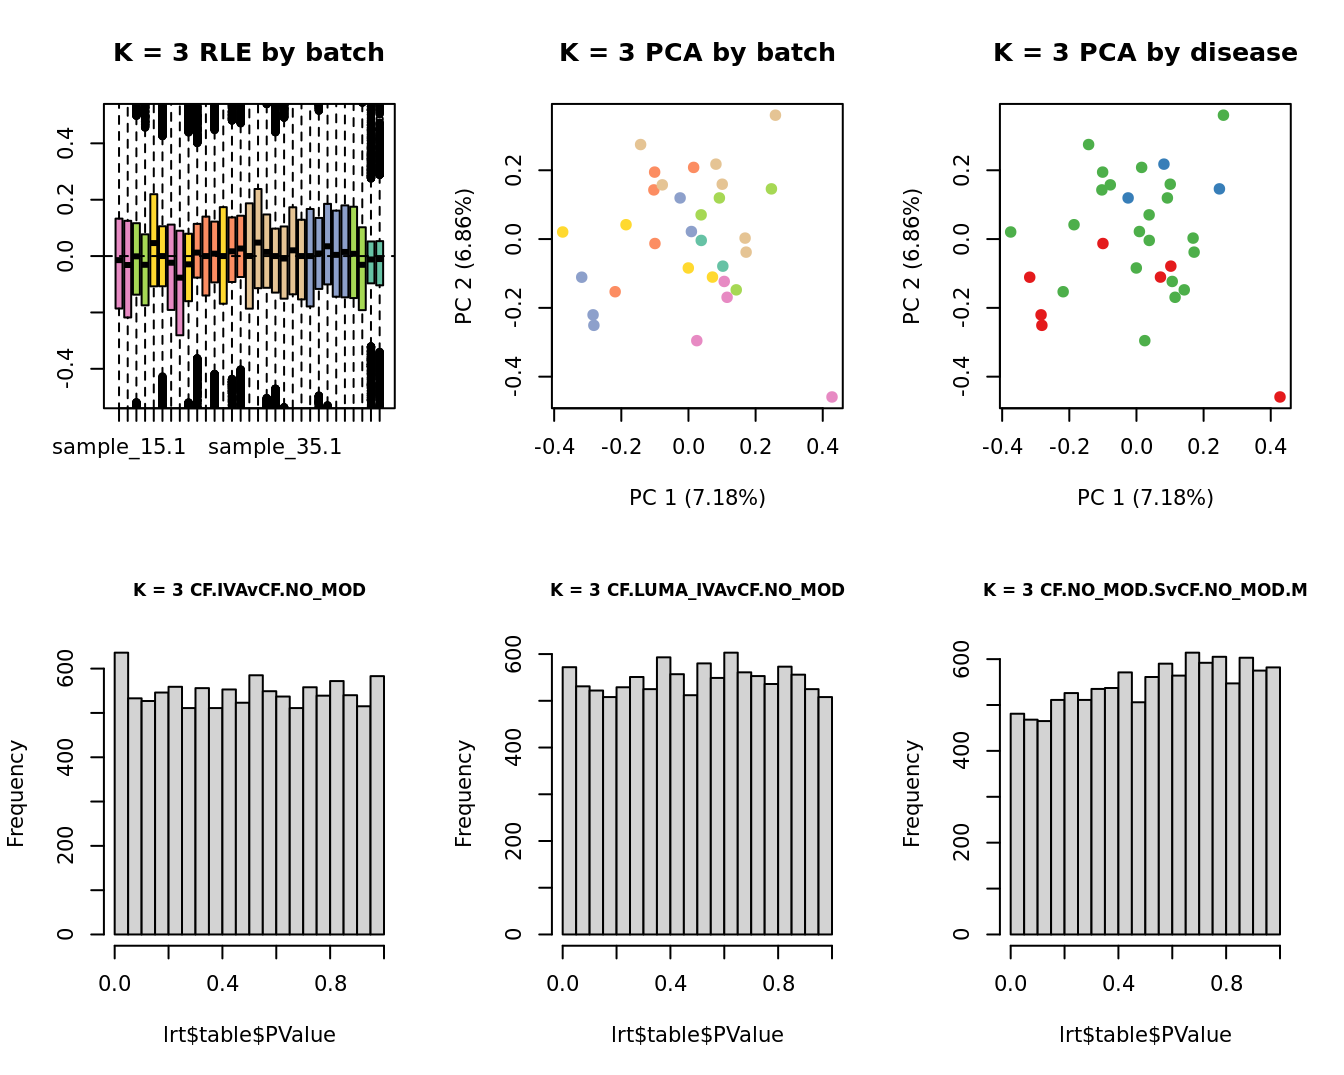 K = 3 RLE by batch
0.4
0.2
0.0
-0.4
sample_15.1 sample_35.1
K = 3 PCA by batch
PC 2 (6.86%)
0.2
0.0
-0.2
-0.4
-0.4 -0.2 0.0 0.2 0.4
PC 1 (7.18%)
K = 3 PCA by disease
PC 2 (6.86%)
0.2
0.0
-0.2
-0.4
-0.4 -0.2 0.0 0.2 0.4
PC 1 (7.18%)
K = 3 CF.IVAvCF.NO_MOD
Frequency
600
400
200
0
0.0 0.4 0.8
lrt$table$PValue
K = 3 CF.LUMA_IVAvCF.NO_MOD
Frequency
600
400
200
0
0.0 0.4 0.8
lrt$table$PValue
K = 3 CF.NO_MOD.SvCF.NO_MOD.M
Frequency
600
400
200
0
0.0 0.4 0.8
lrt$table$PValue